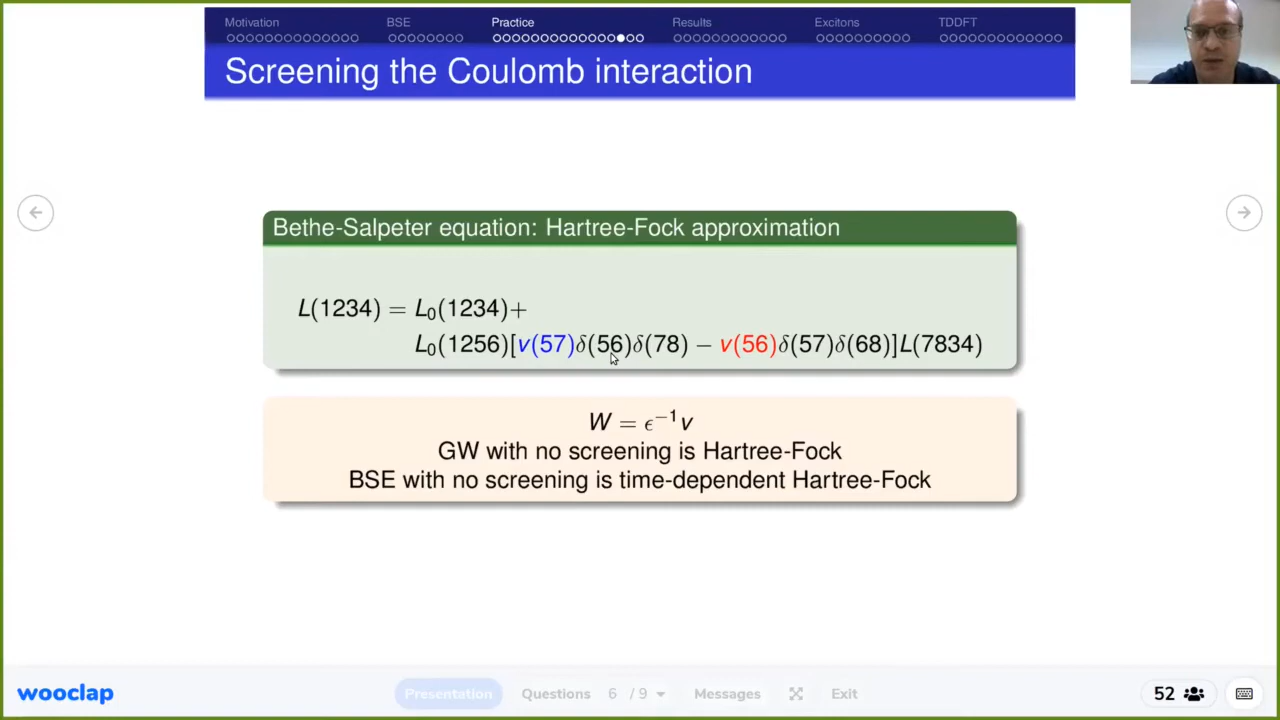 Motivation BSE Practice Results Excitons TDDFT
Screening the Coulomb interaction
Bethe-Salpeter equation: Hartree-Fock approximation
L(1234) = L₀(1234)+
L₀(1256)[v(57)δ(56)δ(78) − v(56)δ(57)δ(68)]L(7834)
W = ϵ⁻¹v
GW with no screening is Hartree-Fock
BSE with no screening is time-dependent Hartree-Fock
wooclap Presentation Questions 6 / 9 Messages Exit 52